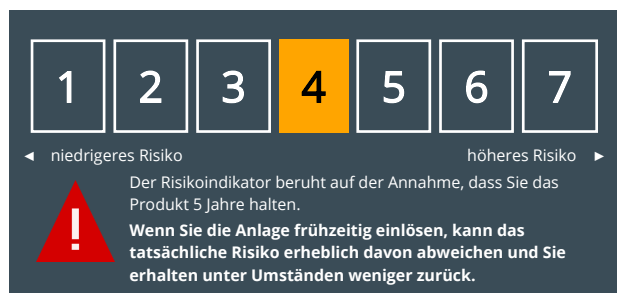 1 2 3 4 5 6 7
◄ niedrigeres Risiko höheres Risiko ►
Der Risikoindikator beruht auf der Annahme, dass Sie das
Produkt 5 Jahre halten.
!
Wenn Sie die Anlage frühzeitig einlösen, kann das
tatsächliche Risiko erheblich davon abweichen und Sie
erhalten unter Umständen weniger zurück.